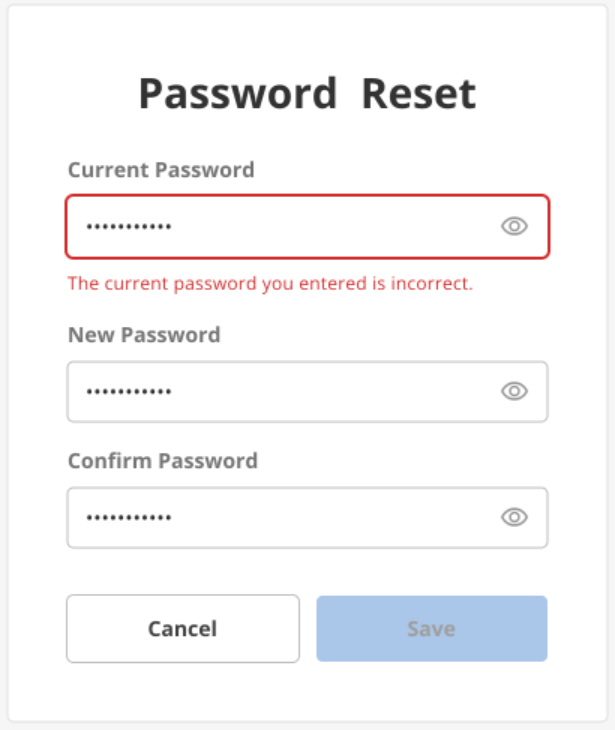 Password Reset
Current Password
•••••••••••
The current password you entered is incorrect.
New Password
•••••••••••
Confirm Password
•••••••••••
Cancel Save